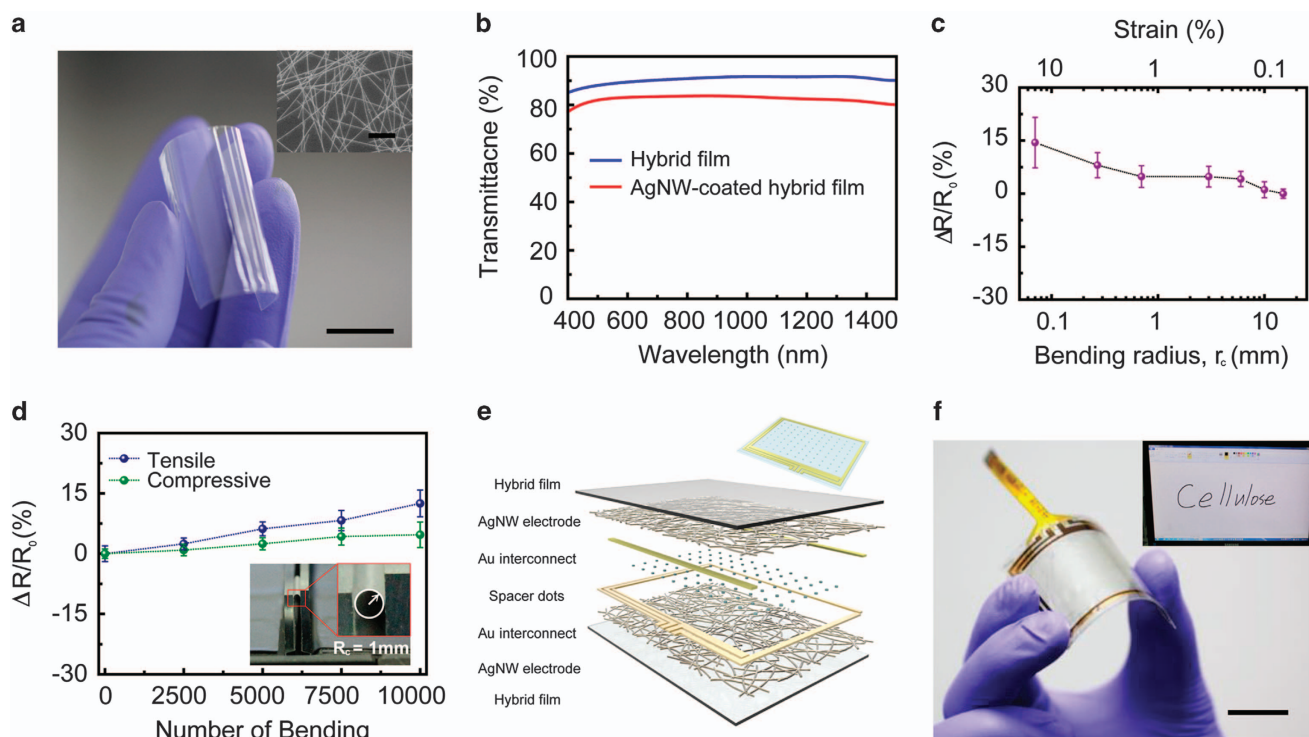 a
b
Transmittacne (%)
100
80
60
40
20
0
Hybrid film
AgNW-coated hybrid film
400 600 800 1000 1200 1400
Wavelength (nm)
c
Strain (%)
10 1 0.1
ΔR/R₀ (%)
30
15
0
-15
-30
0.1 1 10
Bending radius, r꜀ (mm)
d
ΔR/R₀ (%)
30
15
0
-15
-30
Tensile
Compressive
R꜀ = 1mm
0 2500 5000 7500 10000
Number of Bending
e
Hybrid film
AgNW electrode
Au interconnect
Spacer dots
Au interconnect
AgNW electrode
Hybrid film
f
Cellulose